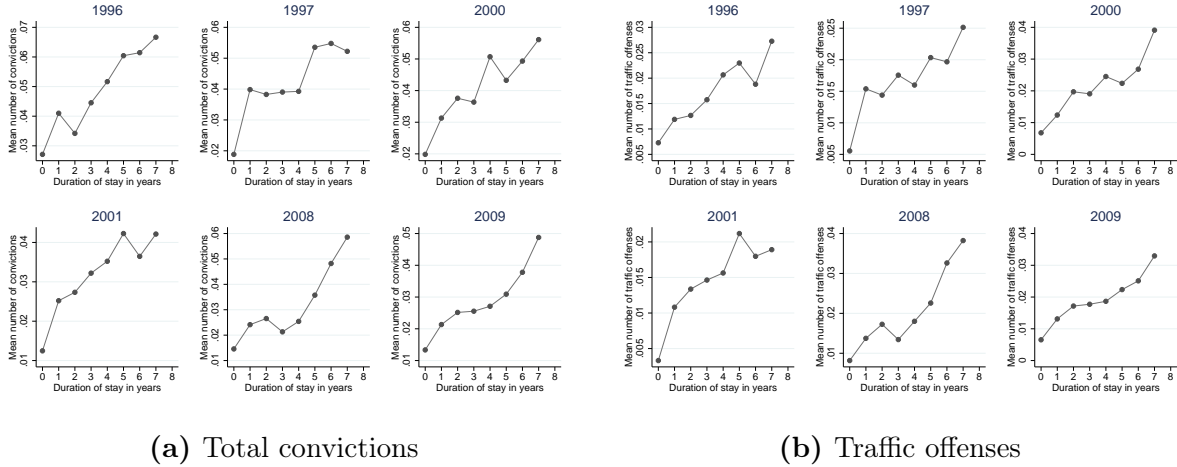 1996
Mean number of convictions
.03 .04 .05 .06 .07
0 1 2 3 4 5 6 7 8
Duration of stay in years
1997
Mean number of convictions
.02 .03 .04 .05 .06
0 1 2 3 4 5 6 7 8
Duration of stay in years
2000
Mean number of convictions
.02 .03 .04 .05 .06
0 1 2 3 4 5 6 7 8
Duration of stay in years
2001
Mean number of convictions
.01 .02 .03 .04
0 1 2 3 4 5 6 7 8
Duration of stay in years
2008
Mean number of convictions
.01 .02 .03 .04 .05 .06
0 1 2 3 4 5 6 7 8
Duration of stay in years
2009
Mean number of convictions
.01 .02 .03 .04 .05
0 1 2 3 4 5 6 7 8
Duration of stay in years
(a) Total convictions
1996
Mean number of traffic offenses
.005 .01 .015 .02 .025 .03
0 1 2 3 4 5 6 7 8
Duration of stay in years
1997
Mean number of traffic offenses
.005 .01 .015 .02 .025
0 1 2 3 4 5 6 7 8
Duration of stay in years
2000
Mean number of traffic offenses
0 .01 .02 .03 .04
0 1 2 3 4 5 6 7 8
Duration of stay in years
2001
Mean number of traffic offenses
.005 .01 .015 .02
0 1 2 3 4 5 6 7 8
Duration of stay in years
2008
Mean number of traffic offenses
.01 .02 .03 .04
0 1 2 3 4 5 6 7 8
Duration of stay in years
2009
Mean number of traffic offenses
0 .01 .02 .03 .04
0 1 2 3 4 5 6 7 8
Duration of stay in years
(b) Traffic offenses